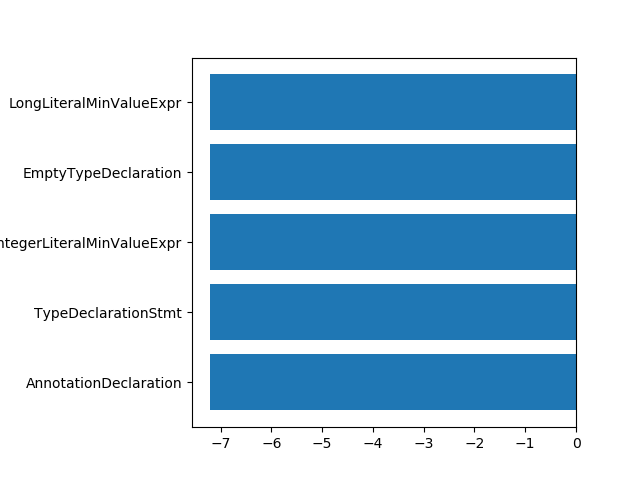 LongLiteralMinValueExpr
EmptyTypeDeclaration
ntegerLiteralMinValueExpr
TypeDeclarationStmt
AnnotationDeclaration
−7 −6 −5 −4 −3 −2 −1 0